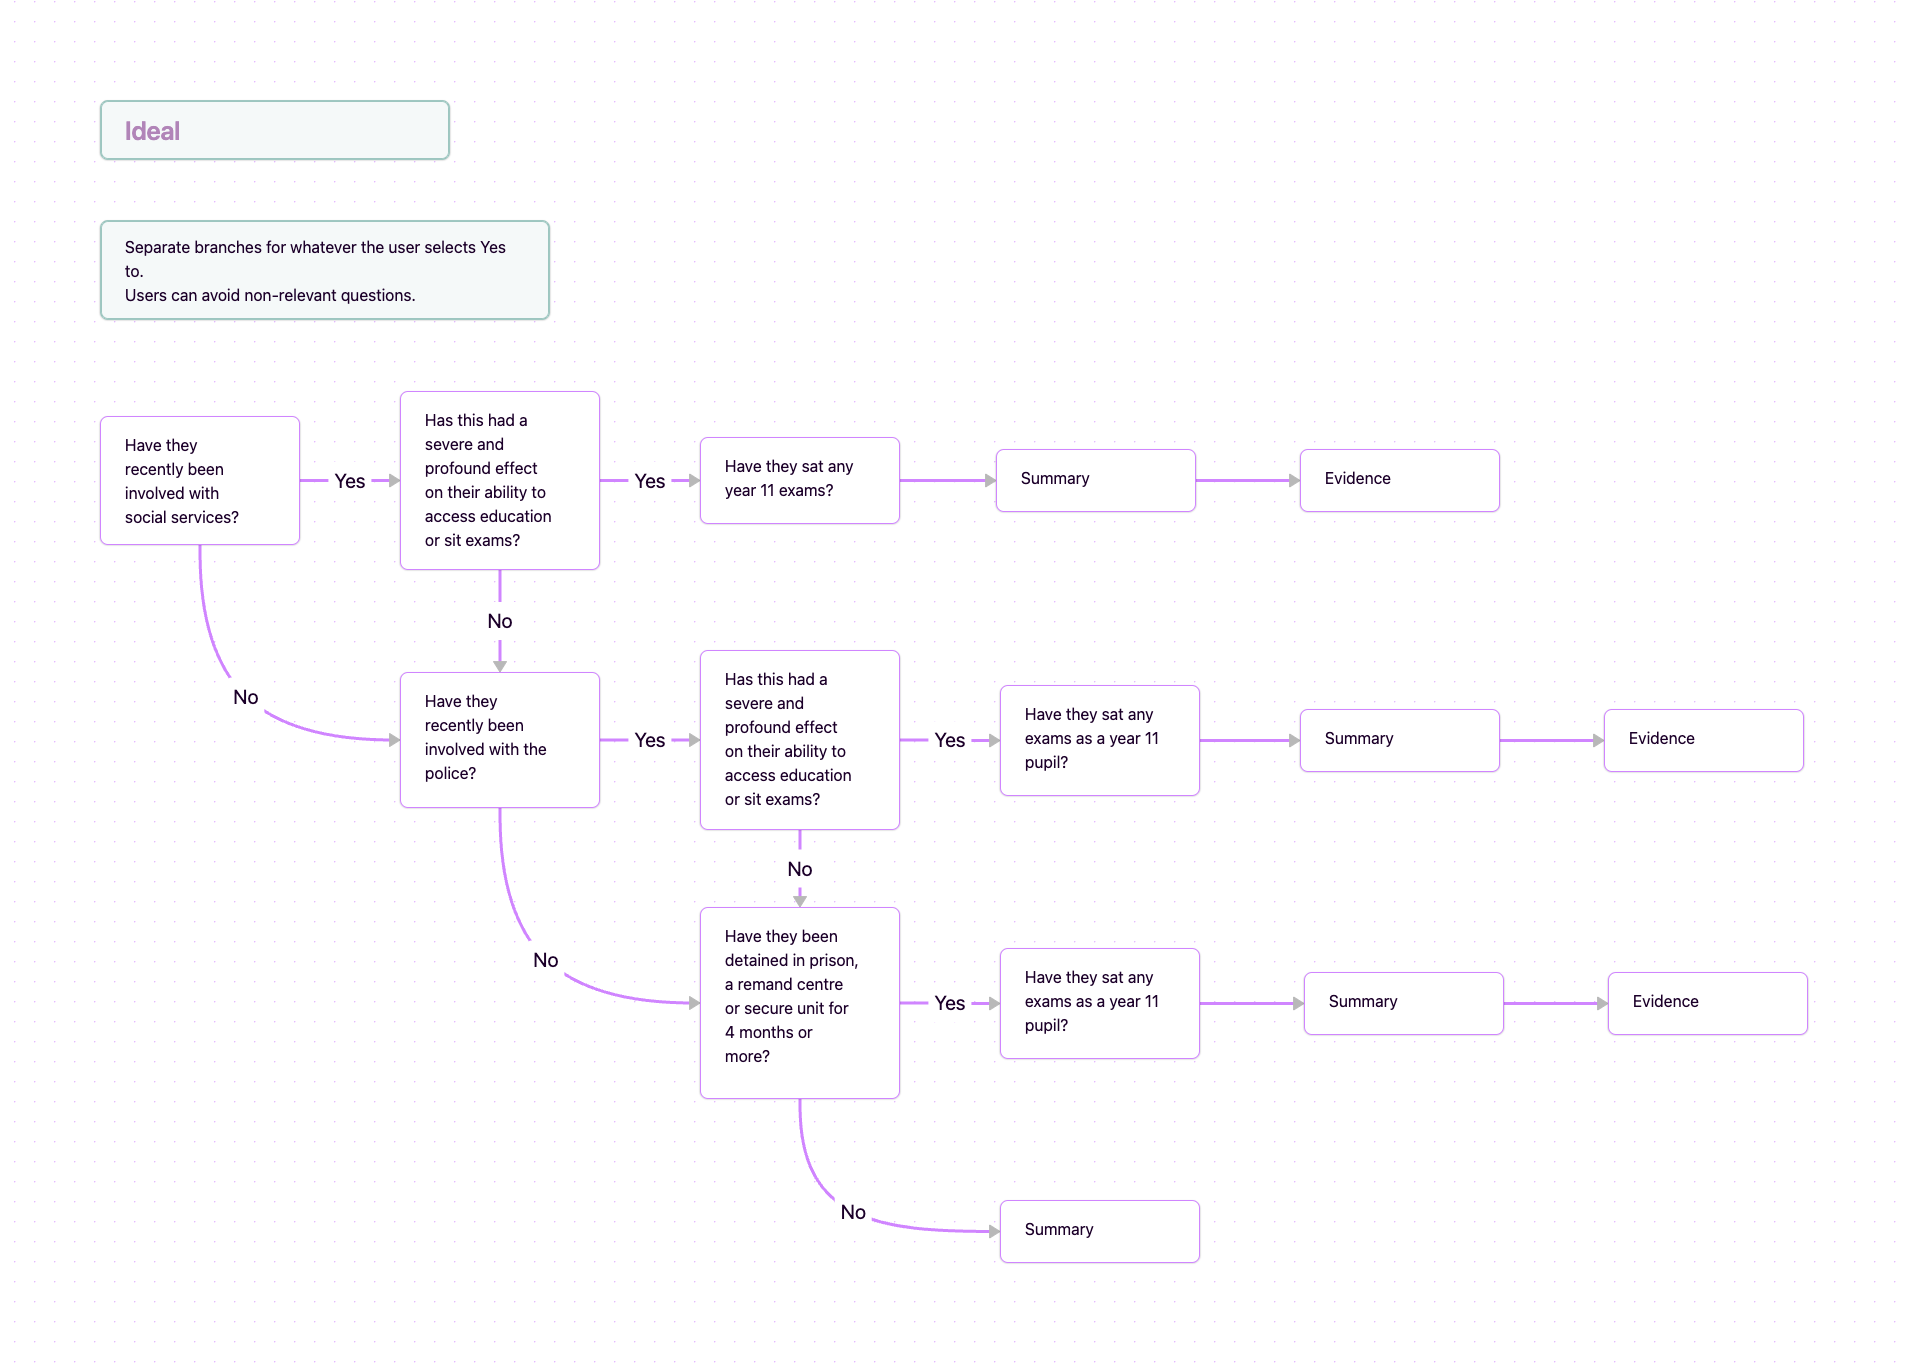 Ideal
Separate branches for whatever the user selects Yes
to.
Users can avoid non-relevant questions.
Have they
recently been
involved with
social services?
Yes
Has this had a
severe and
profound effect
on their ability to
access education
or sit exams?
Yes
Have they sat any
year 11 exams?
Summary
Evidence
No
No
Have they
recently been
involved with the
police?
Yes
Has this had a
severe and
profound effect
on their ability to
access education
or sit exams?
Yes
Have they sat any
exams as a year 11
pupil?
Summary
Evidence
No
No
Have they been
detained in prison,
a remand centre
or secure unit for
4 months or
more?
Yes
Have they sat any
exams as a year 11
pupil?
Summary
Evidence
No
Summary